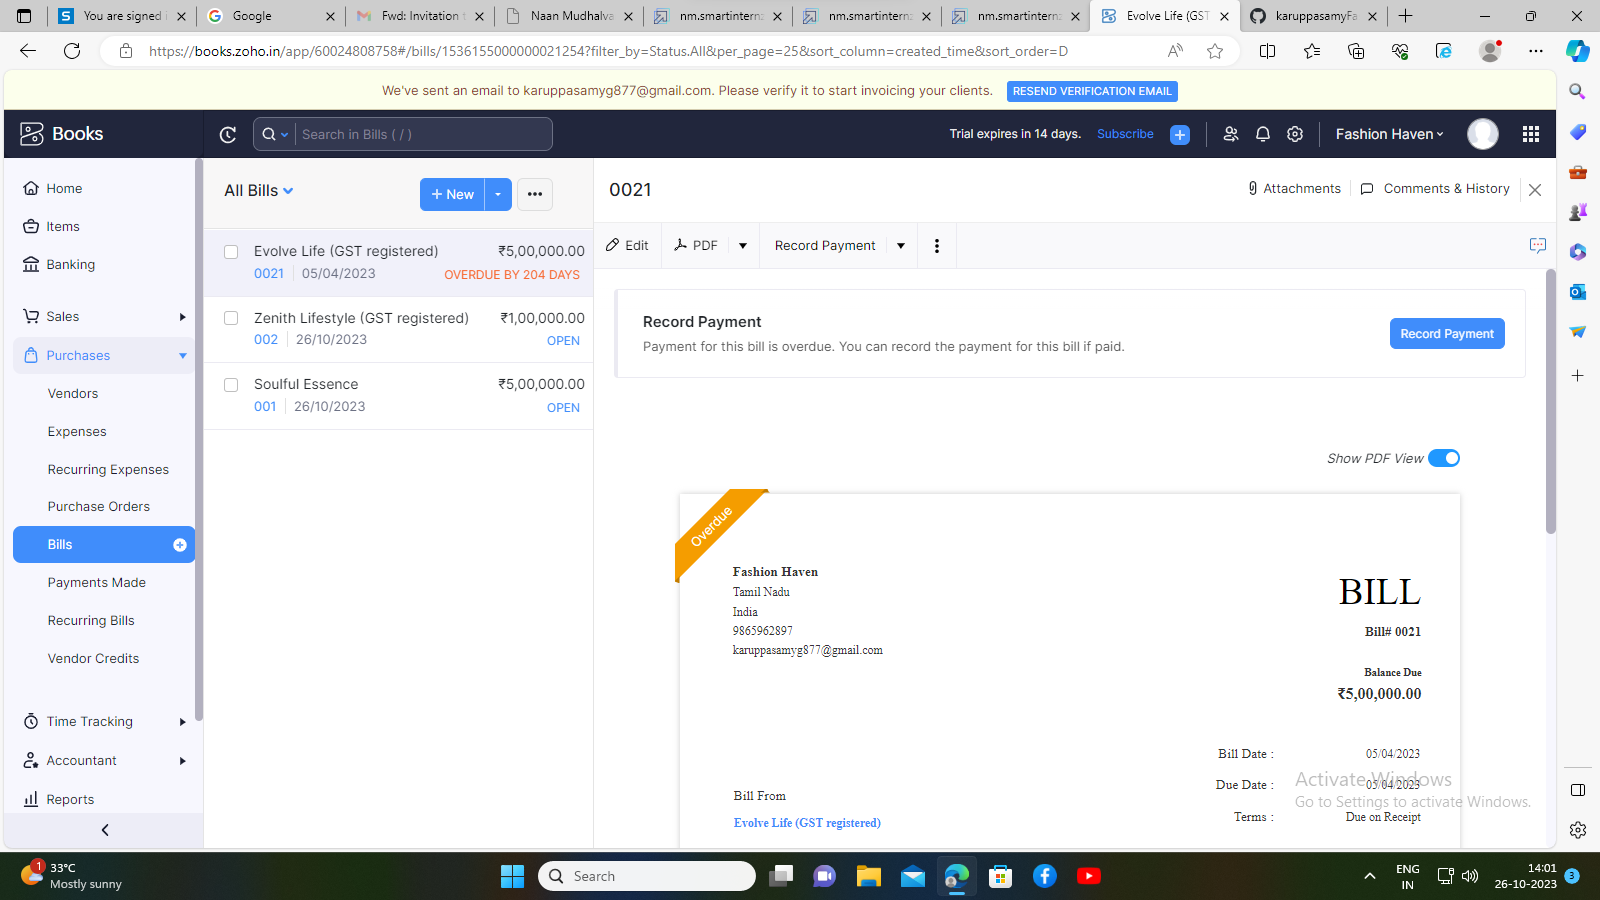 You are signed i
Google
Fwd: Invitation t
Naan Mudhalva
nm.smartintern
nm.smartintern
nm.smartintern
Evolve Life (GST
karuppasamyFa
https://books.zoho.in/app/60024808758#/bills/1536155000000021254?filter_by=Status.All&per_page=25&sort_column=created_time&sort_order=D
We've sent an email to karuppasamyg877@gmail.com. Please verify it to start invoicing your clients.
RESEND VERIFICATION EMAIL
Books
Search in Bills ( / )
Trial expires in 14 days.
Subscribe
Fashion Haven
Home
Items
Banking
Sales
Purchases
Vendors
Expenses
Recurring Expenses
Purchase Orders
Bills
Payments Made
Recurring Bills
Vendor Credits
Time Tracking
Accountant
Reports
All Bills
+ New
Evolve Life (GST registered) ₹5,00,000.00
0021 05/04/2023 OVERDUE BY 204 DAYS
Zenith Lifestyle (GST registered) ₹1,00,000.00
002 26/10/2023 OPEN
Soulful Essence ₹5,00,000.00
001 26/10/2023 OPEN
0021
Attachments
Comments & History
Edit
PDF
Record Payment
Record Payment
Payment for this bill is overdue. You can record the payment for this bill if paid.
Record Payment
Show PDF View
Overdue
Fashion Haven
Tamil Nadu
India
9865962897
karuppasamyg877@gmail.com
BILL
Bill# 0021
Balance Due
₹5,00,000.00
Bill Date : 05/04/2023
Due Date : 05/04/2023
Terms : Due on Receipt
Bill From
Evolve Life (GST registered)
Activate Windows
Go to Settings to activate Windows.
1
33°C
Mostly sunny
Search
ENG
IN
14:01
26-10-2023
3